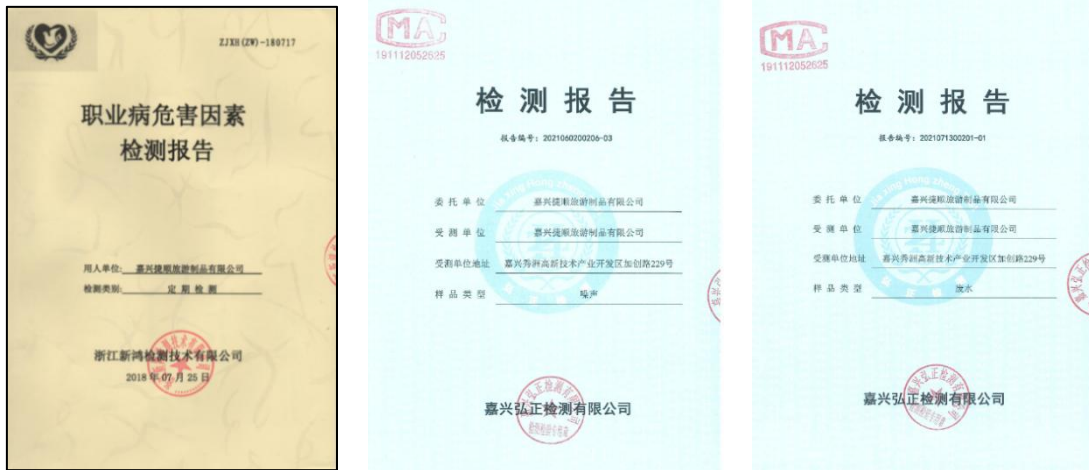 ZJXH(ZW)-180717
职业病危害因素
检测报告
用人单位: 嘉兴捷顺旅游制品有限公司
检测类别: 定期检测
浙江新鸿检测技术有限公司
2018年07月25日
MA
191112052625
检测报告
报告编号: 2021060200206-03
委托单位 嘉兴捷顺旅游制品有限公司
受测单位 嘉兴捷顺旅游制品有限公司
受测单位地址 嘉兴秀洲高新技术产业开发区加创路229号
样品类型 噪声
嘉兴弘正检测有限公司
MA
191112052625
检测报告
报告编号: 2021071300201-01
委托单位 嘉兴捷顺旅游制品有限公司
受测单位 嘉兴捷顺旅游制品有限公司
受测单位地址 嘉兴秀洲高新技术产业开发区加创路229号
样品类型 废水
嘉兴弘正检测有限公司